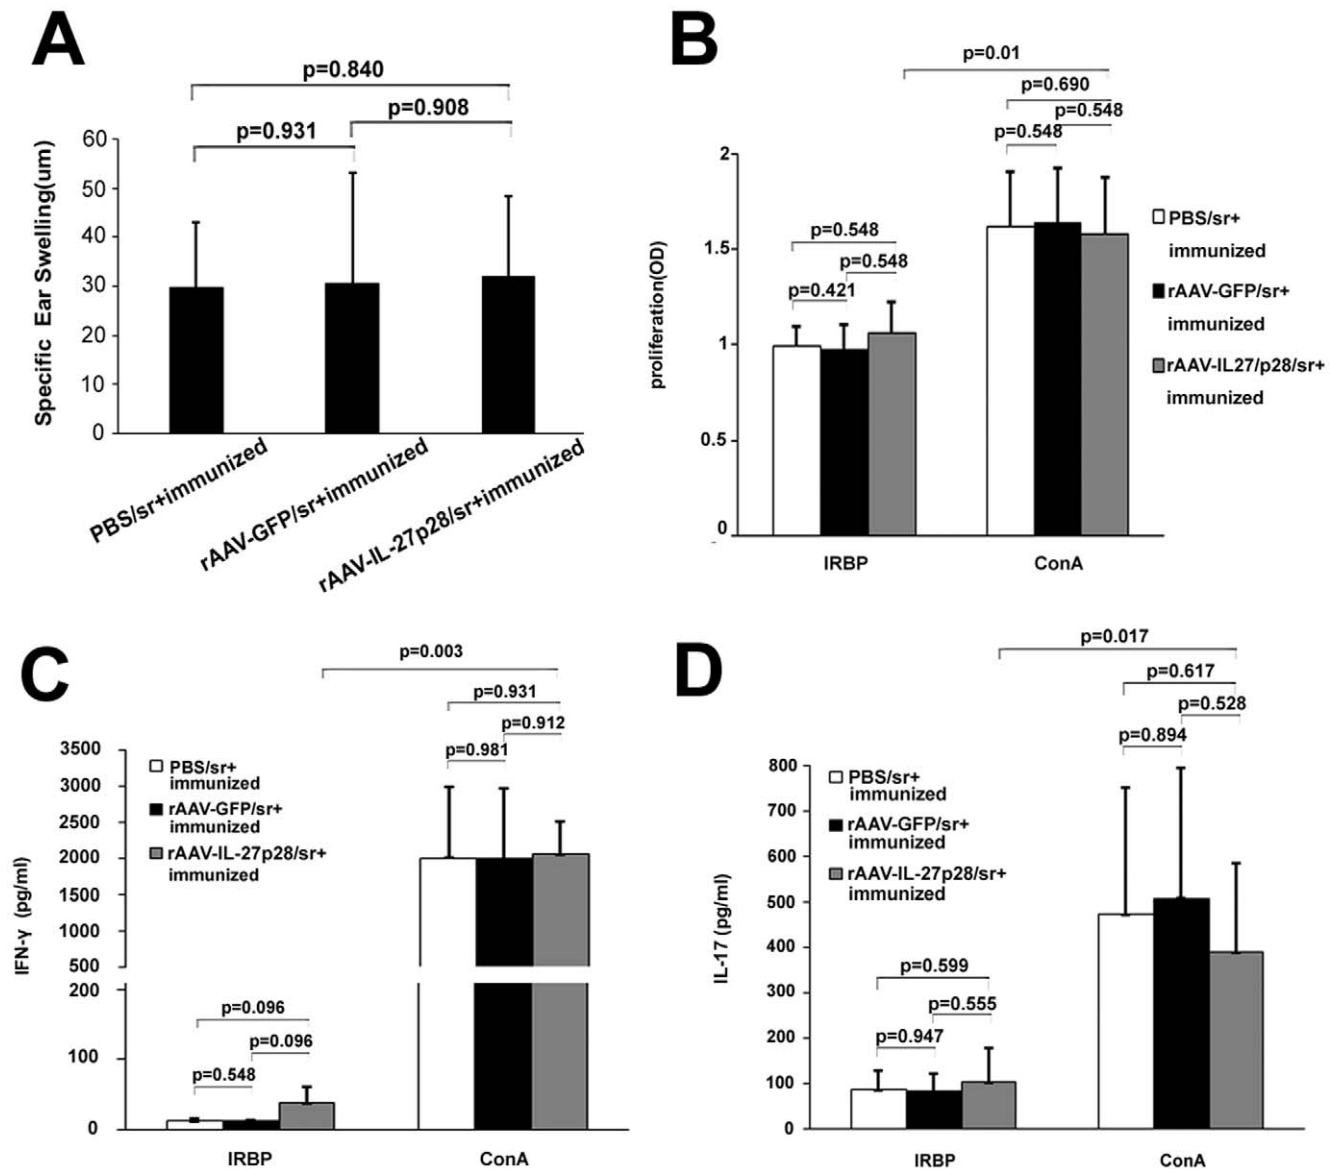 A
p=0.840
p=0.908
p=0.931
Specific Ear Swelling(um)
60
50
40
30
20
10
0
PBS/sr+immunized
rAAV-GFP/sr+immunized
rAAV-IL-27p28/sr+immunized
B
p=0.01
p=0.690
p=0.548
p=0.548
p=0.548
p=0.548
p=0.421
proliferation(OD)
2
1.5
1
0.5
0
IRBP
ConA
PBS/sr+
immunized
rAAV-GFP/sr+
immunized
rAAV-IL27/p28/sr+
immunized
C
p=0.003
p=0.931
p=0.912
p=0.981
IFN-γ (pg/ml)
3500
3000
2500
2000
1500
1000
500
200
100
0
PBS/sr+
immunized
rAAV-GFP/sr+
immunized
rAAV-IL-27p28/sr+
immunized
p=0.096
p=0.096
p=0.548
IRBP
ConA
D
p=0.017
p=0.617
p=0.528
p=0.894
IL-17 (pg/ml)
800
700
600
500
400
300
200
100
0
PBS/sr+
immunized
rAAV-GFP/sr+
immunized
rAAV-IL-27p28/sr+
immunized
p=0.599
p=0.555
p=0.947
IRBP
ConA